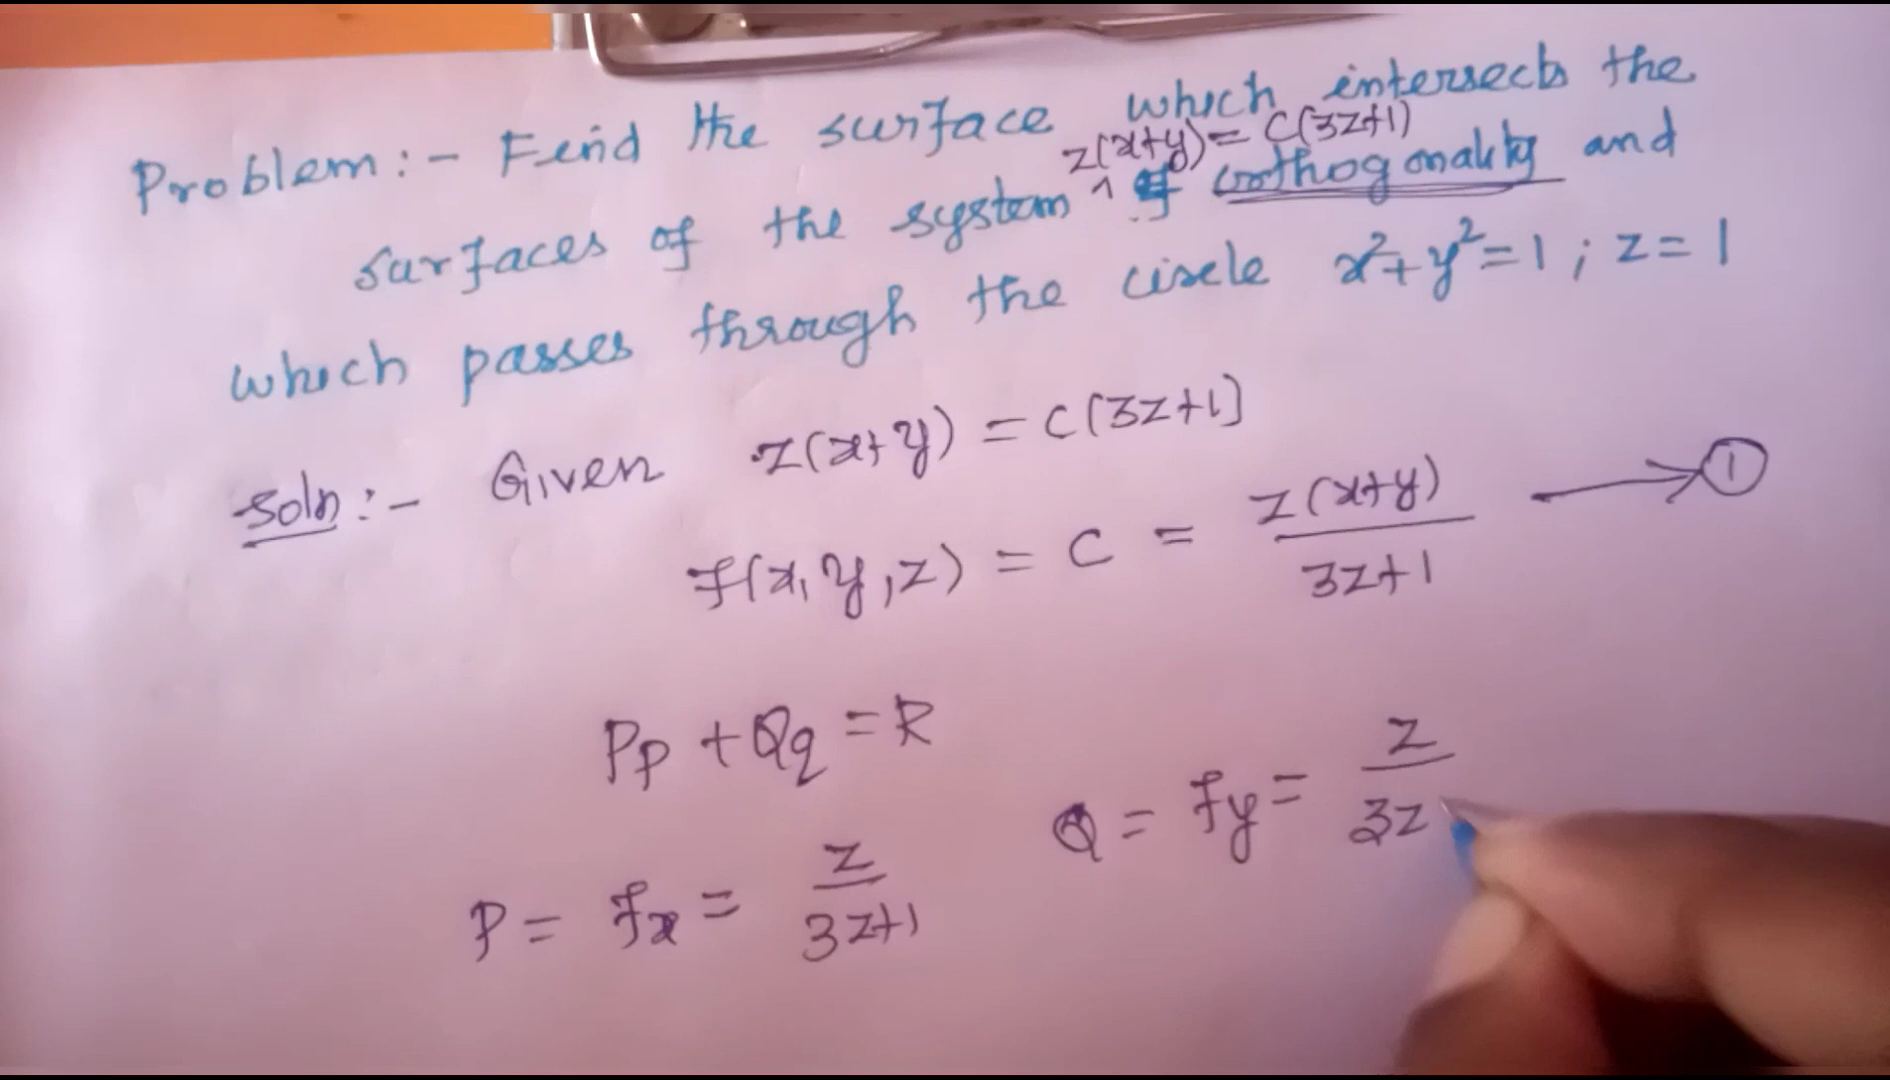 Problem :- Feind the surface which intersects the
z(x+y) = C(3z+1)
surfaces of the system ^ orthogonality and
which passes through the circle x²+y²=1 ; z=1
Soln :- Given z(x+y) = C(3z+1)
f(x,y,z) = C = z(x+y)/3z+1 → ①
Pp + Qq = R
P = fx = z/3z+1 Q = fy = z/3z